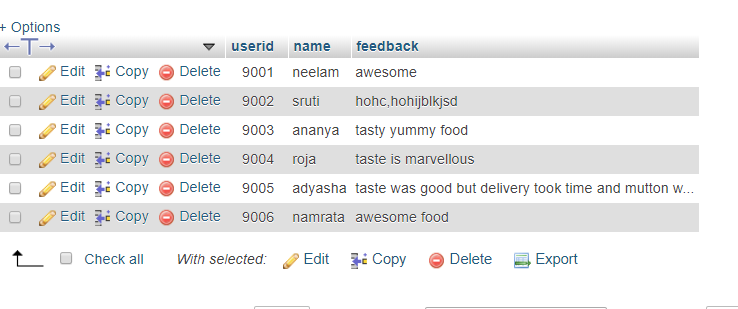 + Options
←T→ userid name feedback
Edit Copy Delete 9001 neelam awesome
Edit Copy Delete 9002 sruti hohc,hohijblkjsd
Edit Copy Delete 9003 ananya tasty yummy food
Edit Copy Delete 9004 roja taste is marvellous
Edit Copy Delete 9005 adyasha taste was good but delivery took time and mutton w...
Edit Copy Delete 9006 namrata awesome food
Check all With selected: Edit Copy Delete Export